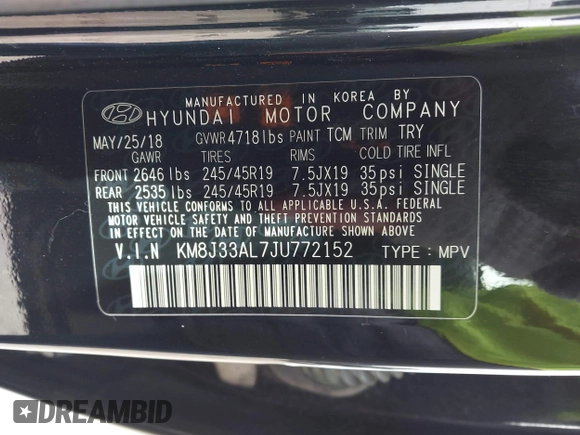 MANUFACTURED IN KOREA BY
HYUNDAI MOTOR COMPANY
MAY/25/18 GVWR 4718lbs PAINT TCM TRIM TRY
GAWR TIRES RIMS COLD TIRE INFL
FRONT 2646 lbs 245/45R19 7.5JX19 35psi SINGLE
REAR 2535 lbs 245/45R19 7.5JX19 35psi SINGLE
THIS VEHICLE CONFORMS TO ALL APPLICABLE U.S.A. FEDERAL
MOTOR VEHICLE SAFETY AND THEFT PREVENTION STANDARDS
IN EFFECT ON THE DATE OF MANUFACTURE SHOWN ABOVE.
V.I.N KM8J33AL7JU772152 TYPE : MPV
DREAMBID